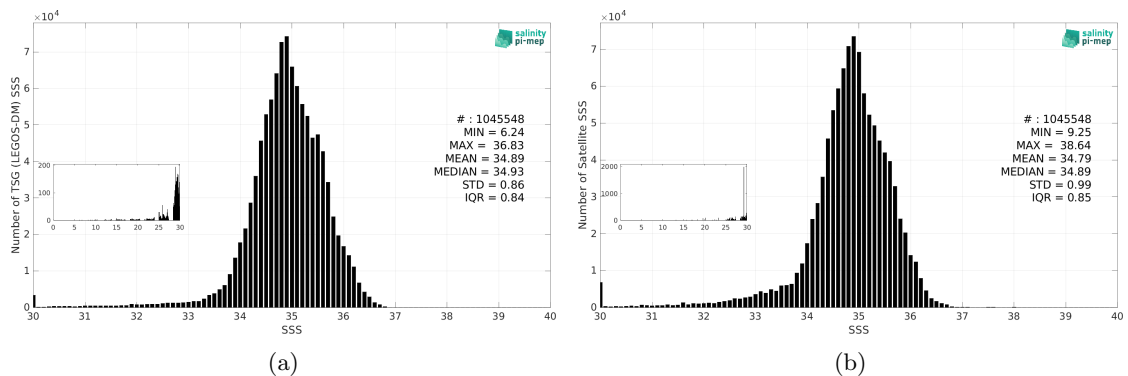 ×10⁴
7
6
5
4
3
2
1
0
Number of TSG (LEGOS-DM) SSS
30 31 32 33 34 35 36 37 38 39 40
SSS
salinity
pi-mep
# : 1045548
MIN = 6.24
MAX = 36.83
MEAN = 34.89
MEDIAN = 34.93
STD = 0.86
IQR = 0.84
200
100
0
0 5 10 15 20 25 30
(a)
×10⁴
7
6
5
4
3
2
1
0
Number of Satellite SSS
30 31 32 33 34 35 36 37 38 39 40
SSS
salinity
pi-mep
# : 1045548
MIN = 9.25
MAX = 38.64
MEAN = 34.79
MEDIAN = 34.89
STD = 0.99
IQR = 0.85
2000
1000
0
0 5 10 15 20 25 30
(b)